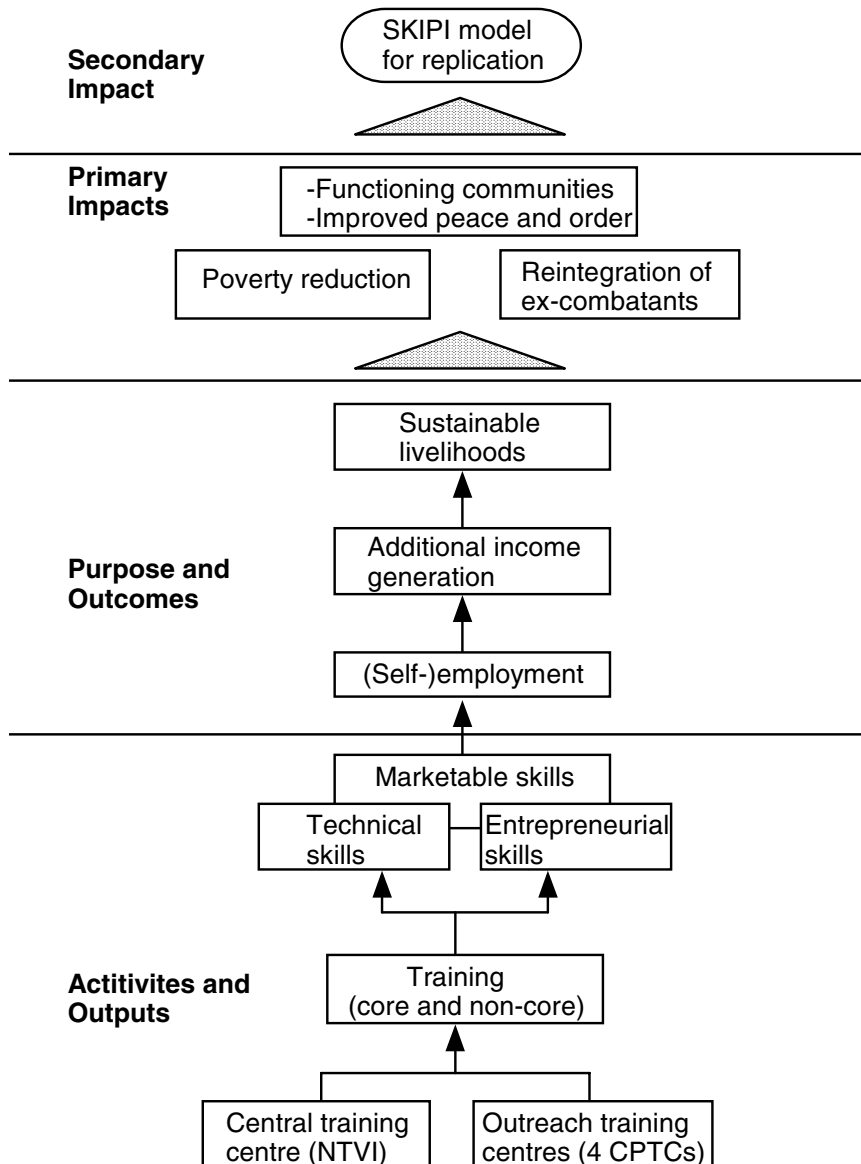 SKIPI model
for replication
Secondary
Impact
Primary
Impacts
-Functioning communities
-Improved peace and order
Poverty reduction
Reintegration of
ex-combatants
Sustainable
livelihoods
Additional income
generation
Purpose and
Outcomes
(Self-)employment
Marketable skills
Technical
skills
Entrepreneurial
skills
Training
(core and non-core)
Actitivites and
Outputs
Central training
centre (NTVI)
Outreach training
centres (4 CPTCs)